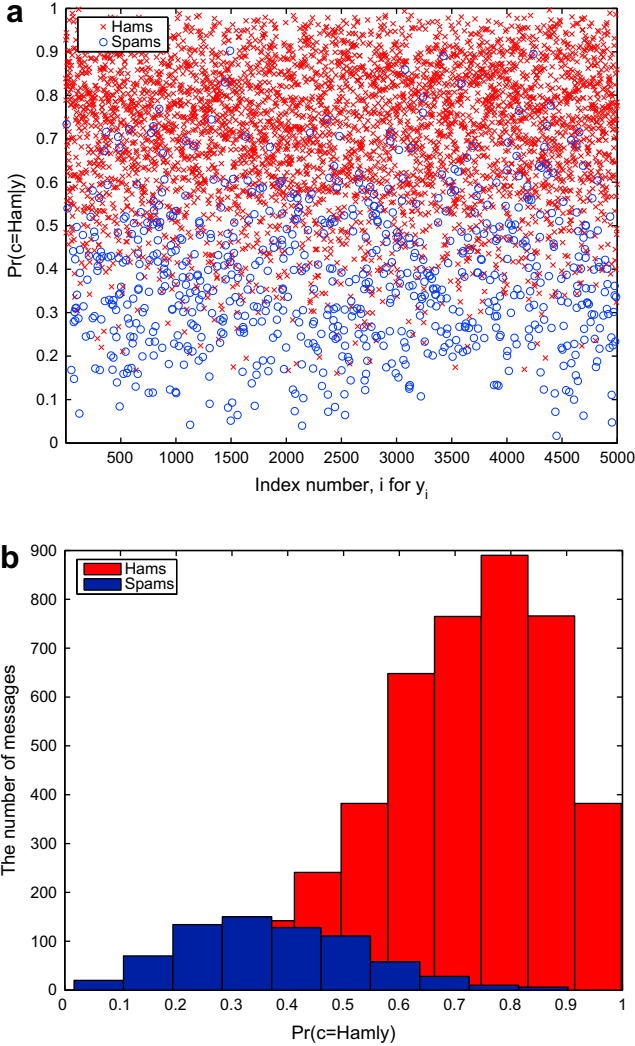 a
Hams
Spams
1
0.9
0.8
0.7
0.6
0.5
0.4
0.3
0.2
0.1
0
Pr(c=Ham|y)
500 1000 1500 2000 2500 3000 3500 4000 4500 5000
Index number, i for yi
b
Hams
Spams
900
800
700
600
500
400
300
200
100
0
The number of messages
0 0.1 0.2 0.3 0.4 0.5 0.6 0.7 0.8 0.9 1
Pr(c=Ham|y)